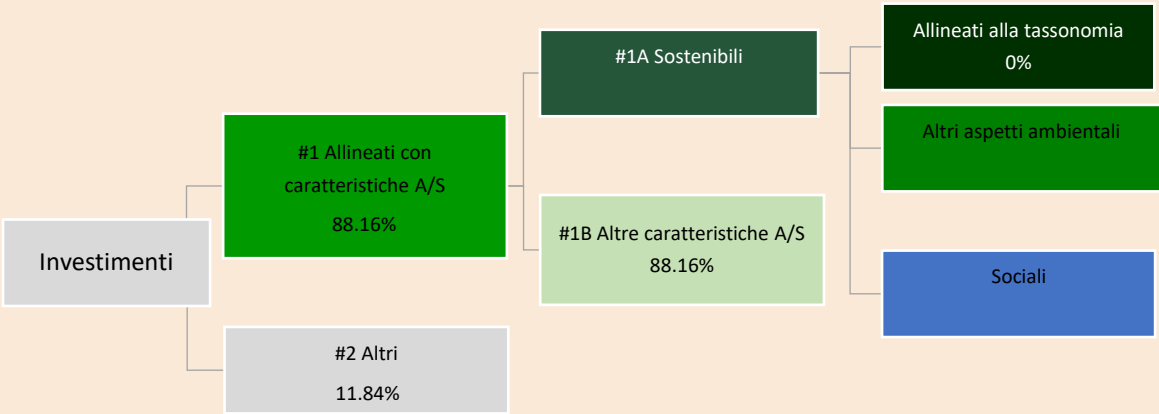 Investimenti
#1 Allineati con
caratteristiche A/S
88.16%
#2 Altri
11.84%
#1A Sostenibili
#1B Altre caratteristiche A/S
88.16%
Allineati alla tassonomia
0%
Altri aspetti ambientali
Sociali